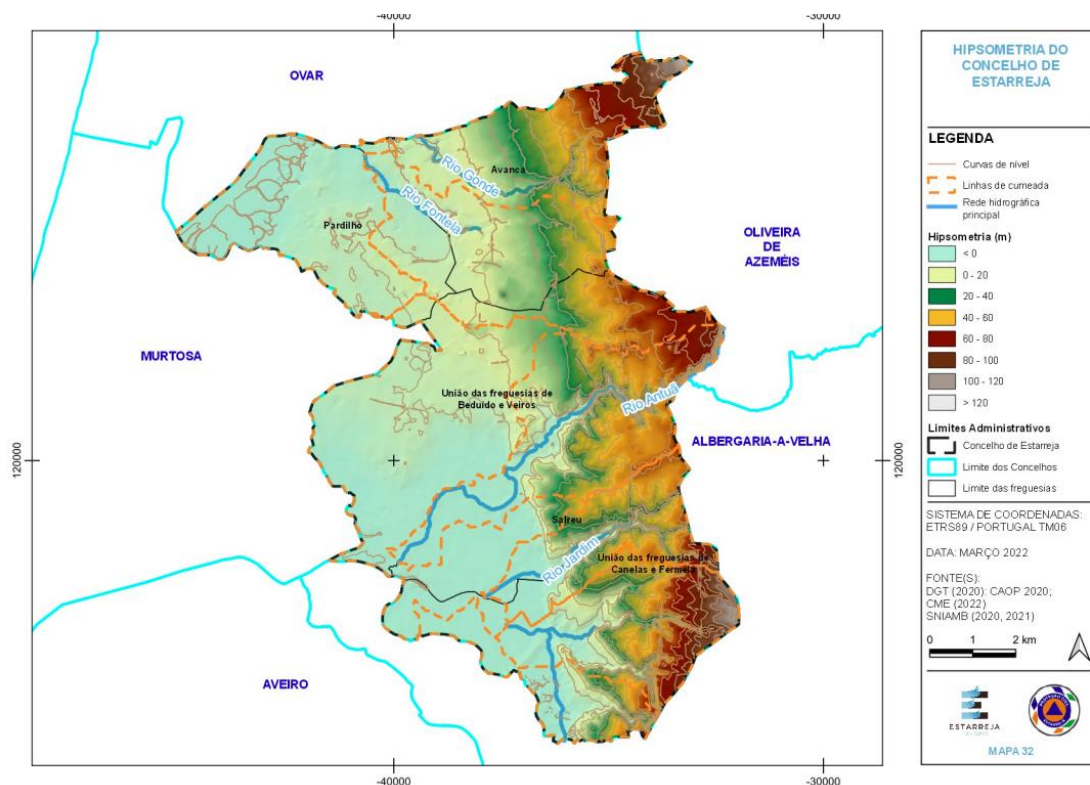 -40000
-30000
OVAR
Avanca
Rio Gonde
Rio Fontela
Pardilhó
OLIVEIRA
DE
AZEMÉIS
MURTOSA
União das freguesias de
Beduído e Veiros
Rio Antuã
ALBERGARIA-A-VELHA
120000
120000
Salreu
Rio Jardim
União das freguesias de
Canelas e Fermelã
AVEIRO
-40000
-30000
HIPSOMETRIA DO
CONCELHO DE
ESTARREJA
LEGENDA
Curvas de nível
Linhas de cumeada
Rede hidrográfica
principal
Hipsometria (m)
< 0
0 - 20
20 - 40
40 - 60
60 - 80
80 - 100
100 - 120
> 120
Limites Administrativos
Concelho de Estarreja
Limite dos Concelhos
Limite das freguesias
SISTEMA DE COORDENADAS:
ETRS89 / PORTUGAL TM06
DATA: MARÇO 2022
FONTE(S):
DGT (2020): CAOP 2020;
CME (2022)
SNIAMB (2020, 2021)
0 1 2 km
ESTARREJA
MAPA 32